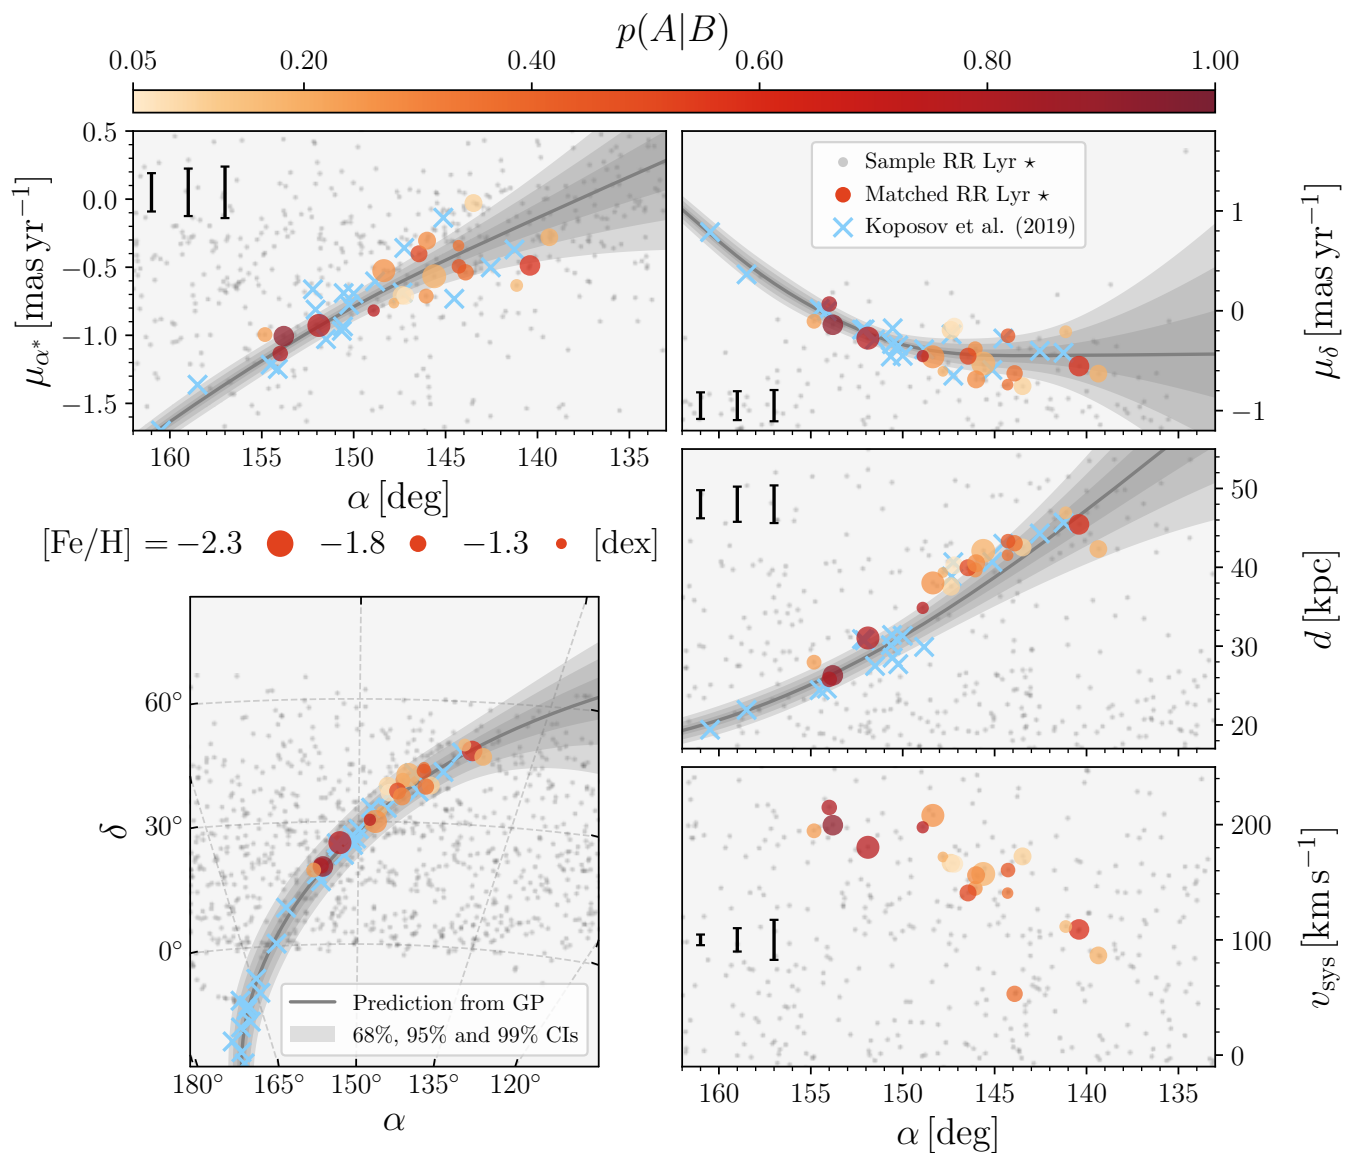 p(A|B)
0.05 0.20 0.40 0.60 0.80 1.00
0.5
0.0
−0.5
−1.0
−1.5
μα* [mas yr−1]
160 155 150 145 140 135
α [deg]
Sample RR Lyr ⋆
Matched RR Lyr ⋆
Koposov et al. (2019)
1
0
−1
μδ [mas yr−1]
[Fe/H] = −2.3 −1.8 −1.3 [dex]
50
40
30
20
d [kpc]
60°
30°
0°
δ
Prediction from GP
68%, 95% and 99% CIs
180° 165° 150° 135° 120°
α
200
100
0
vsys [km s−1]
160 155 150 145 140 135
α [deg]